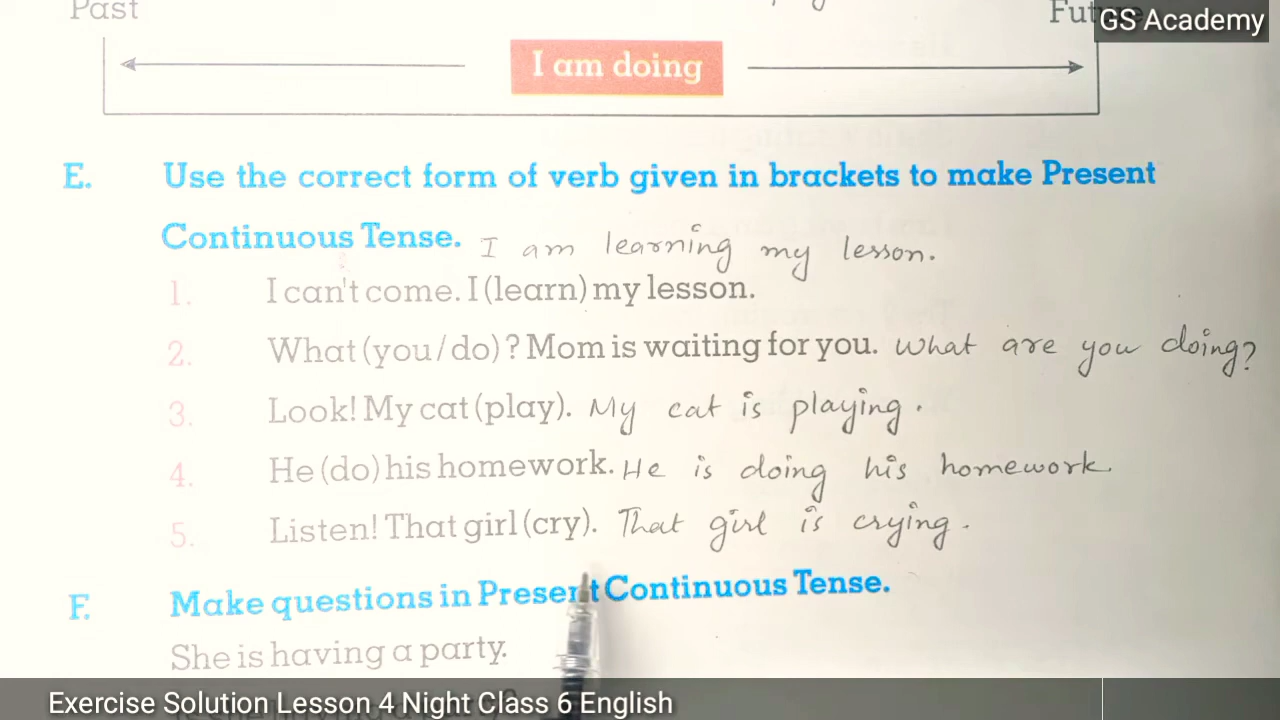 Past
GS Academy
I am doing
E. Use the correct form of verb given in brackets to make Present
Continuous Tense. I am learning my lesson.
1. I can't come. I (learn) my lesson.
2. What (you/do)? Mom is waiting for you. What are you doing?
3. Look! My cat (play). My cat is playing.
4. He (do) his homework. He is doing his homework.
5. Listen! That girl (cry). That girl is crying.
F. Make questions in Present Continuous Tense.
She is having a party.
Exercise Solution Lesson 4 Night Class 6 English